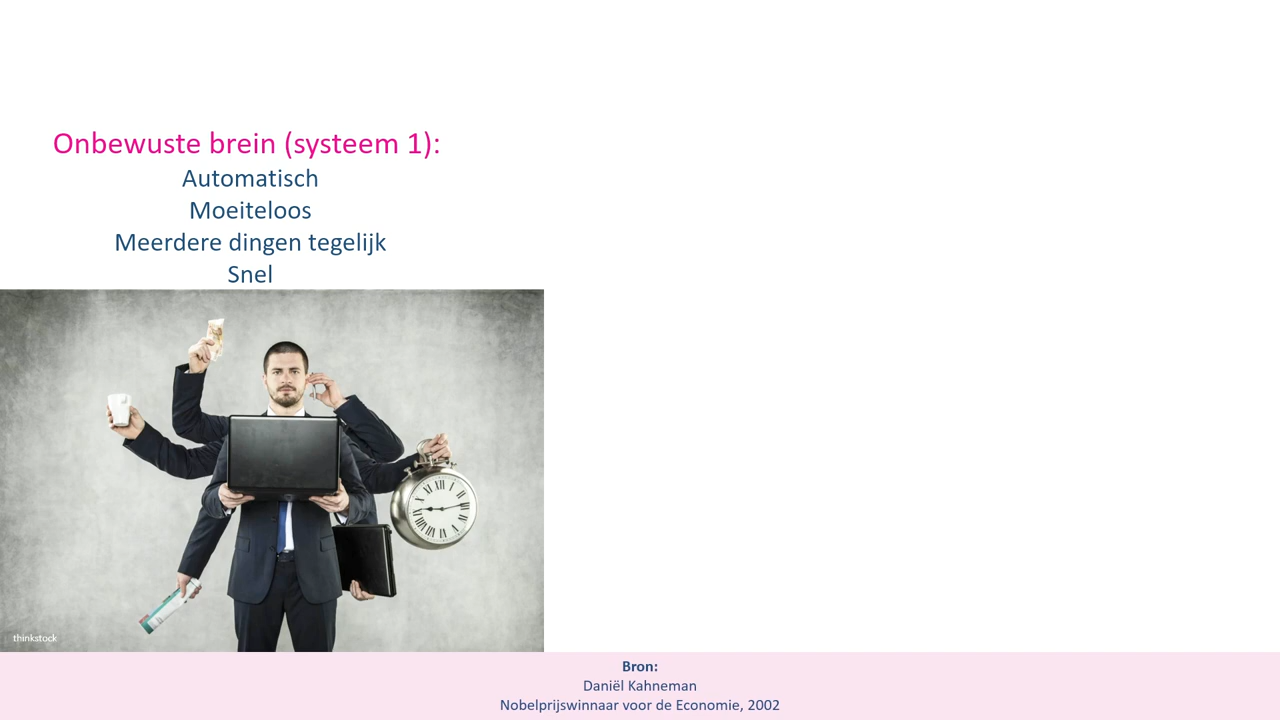 Onbewuste brein (systeem 1):
Automatisch
Moeiteloos
Meerdere dingen tegelijk
Snel
thinkstock
Bron:
Daniël Kahneman
Nobelprijswinnaar voor de Economie, 2002